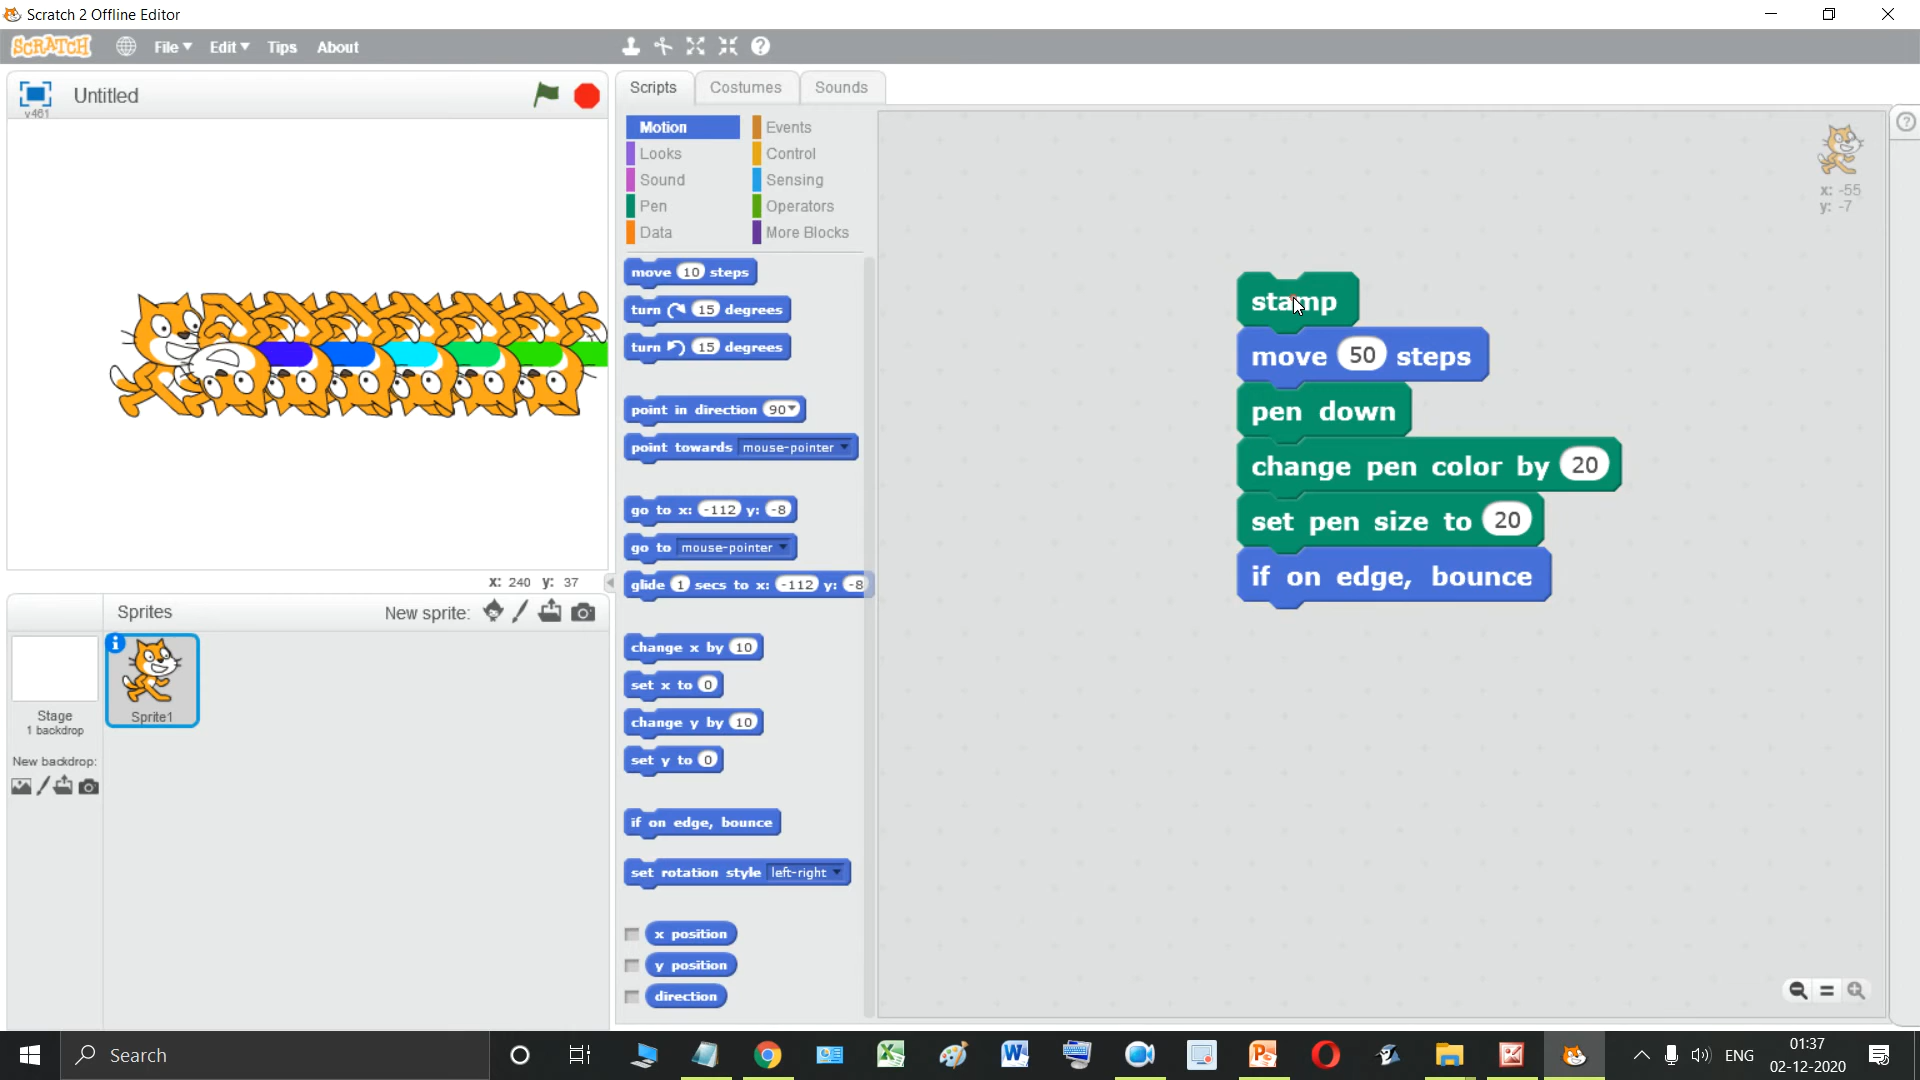 Scratch 2 Offline Editor
SCRATCH File Edit Tips About
v461 Untitled
Scripts Costumes Sounds
Motion Events
Looks Control
Sound Sensing
Pen Operators
Data More Blocks
move 10 steps
turn 15 degrees
turn 15 degrees
point in direction 90
point towards mouse-pointer
go to x: -112 y: -8
go to mouse-pointer
glide 1 secs to x: -112 y: -8
change x by 10
set x to 0
change y by 10
set y to 0
if on edge, bounce
set rotation style left-right
x position
y position
direction
stamp
move 50 steps
pen down
change pen color by 20
set pen size to 20
if on edge, bounce
x: -55
y: -7
x: 240 y: 37
Sprites New sprite:
Sprite1
Stage
1 backdrop
New backdrop:
Search
ENG
01:37
02-12-2020